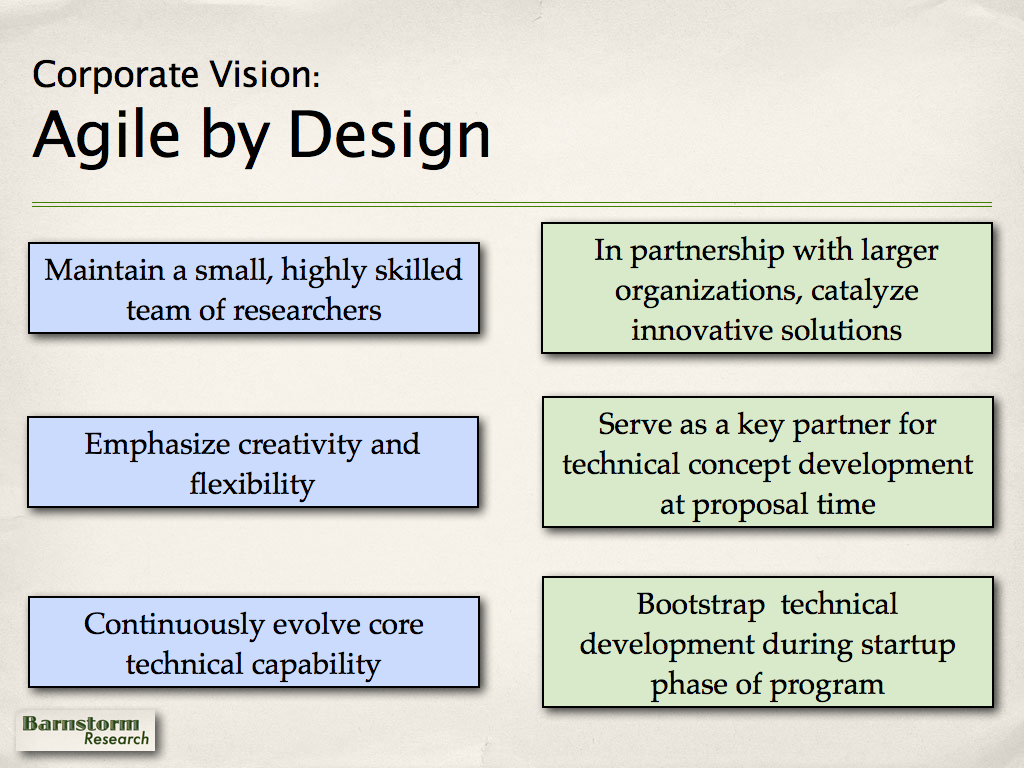 Corporate Vision:
Agile by Design
Maintain a small, highly skilled
team of researchers
In partnership with larger
organizations, catalyze
innovative solutions
Emphasize creativity and
flexibility
Serve as a key partner for
technical concept development
at proposal time
Continuously evolve core
technical capability
Bootstrap  technical
development during startup
phase of program
Barnstorm
Research